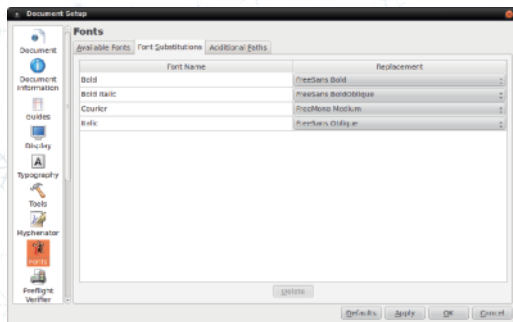 Document Setup
Fonts
Available Fonts Font Substitutions Additional Paths
Font Name Replacement
Bold FreeSans Bold
Bold Italic FreeSans BoldOblique
Courier FreeMono Medium
Italic FreeSans Oblique
Document
Document
Information
Guides
Display
Typography
Tools
Hyphenator
Fonts
Preflight
Verifier
Delete
Defaults Apply OK Cancel